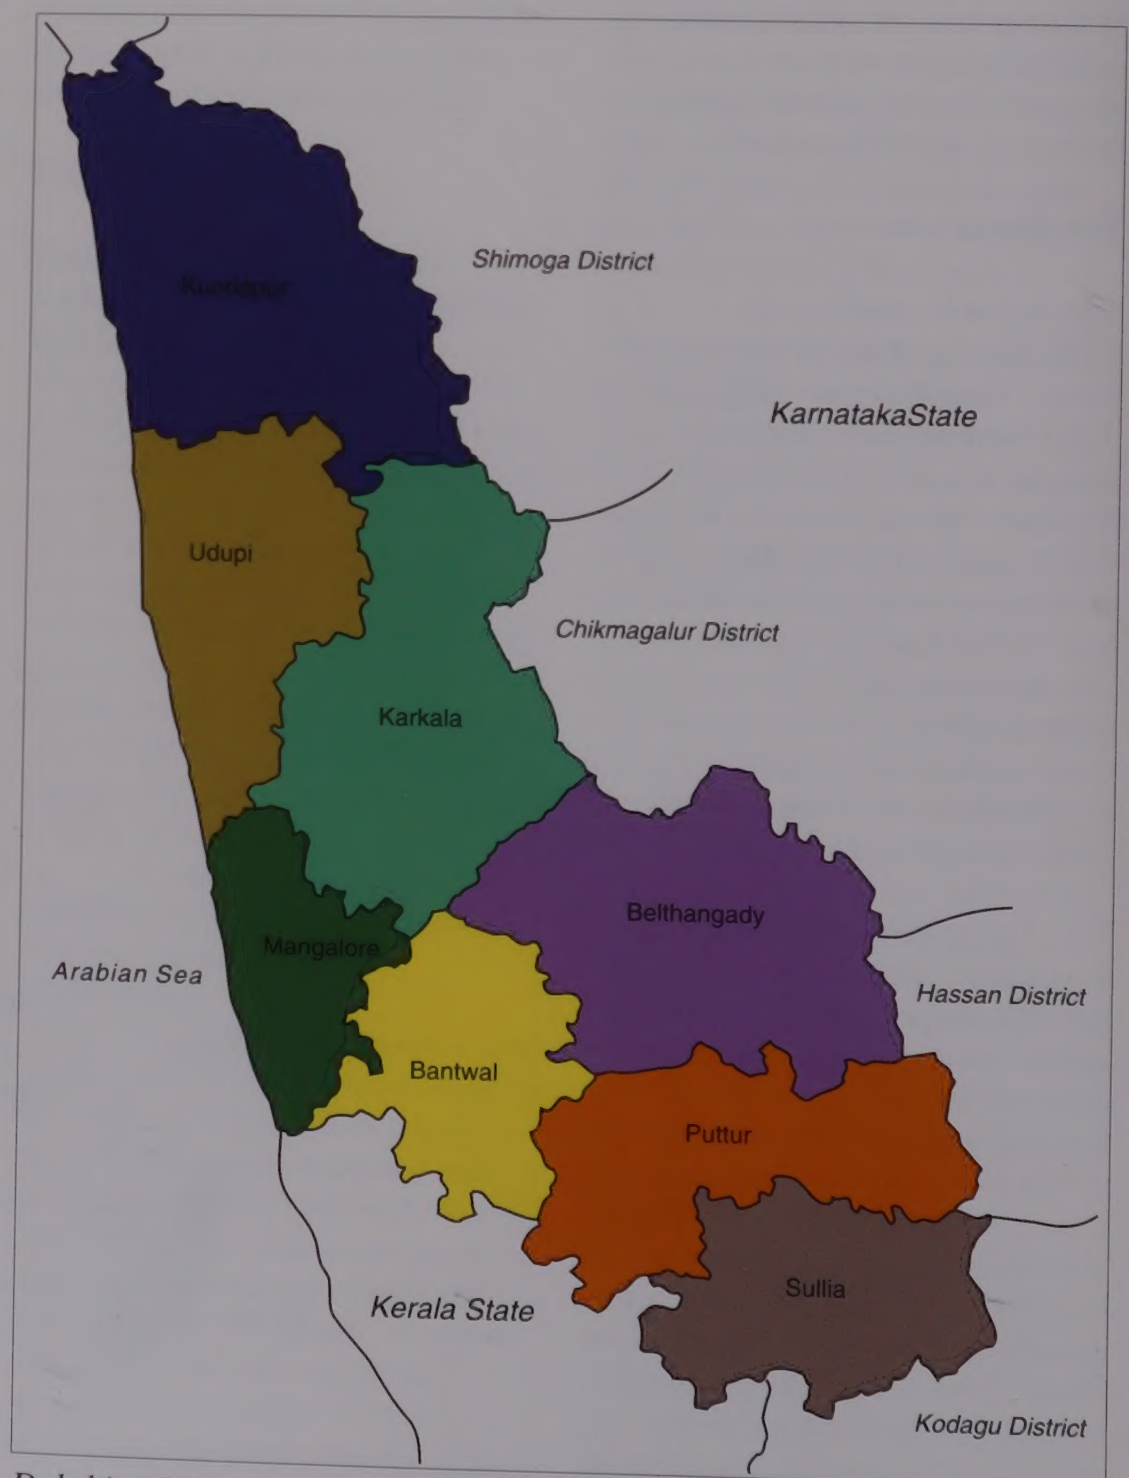 Shimoga District
Kundapur
KarnatakaState
Udupi
Chikmagalur District
Karkala
Belthangady
Mangalore
Arabian Sea
Hassan District
Bantwal
Puttur
Sullia
Kerala State
Kodagu District